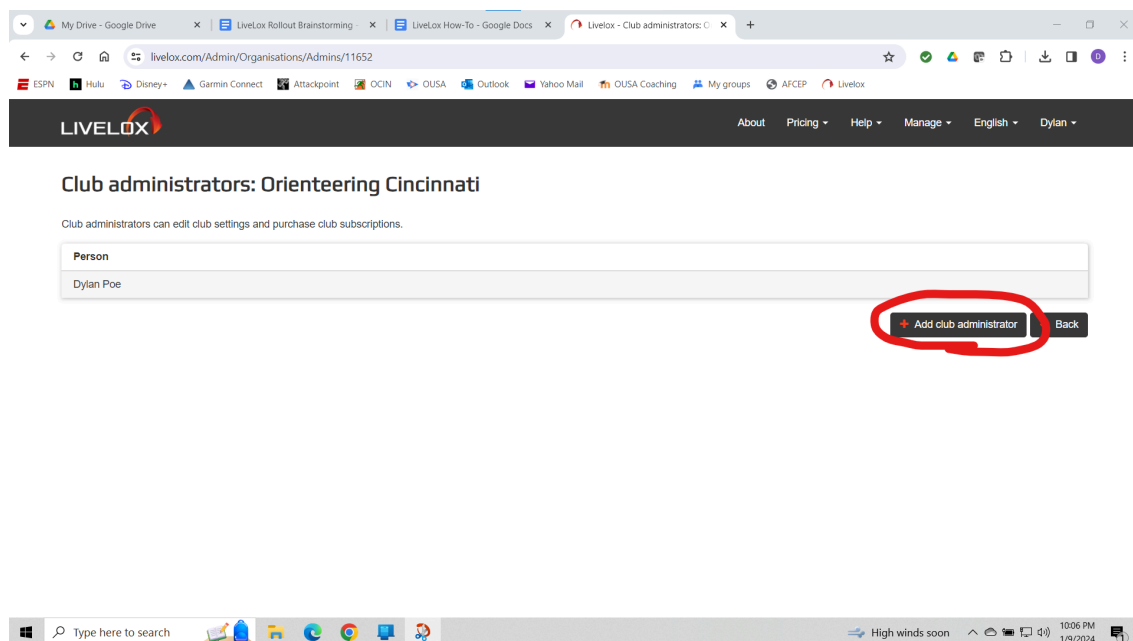 My Drive - Google Drive
LiveLox Rollout Brainstorming -
LiveLox How-To - Google Docs
Livelox - Club administrators: O
livelox.com/Admin/Organisations/Admins/11652
ESPN Hulu Disney+ Garmin Connect Attackpoint OCIN OUSA Outlook Yahoo Mail OUSA Coaching My groups AFCEP Livelox
LIVELOX About Pricing Help Manage English Dylan
Club administrators: Orienteering Cincinnati
Club administrators can edit club settings and purchase club subscriptions.
Person
Dylan Poe
+ Add club administrator Back
Type here to search High winds soon 10:06 PM
1/9/2024